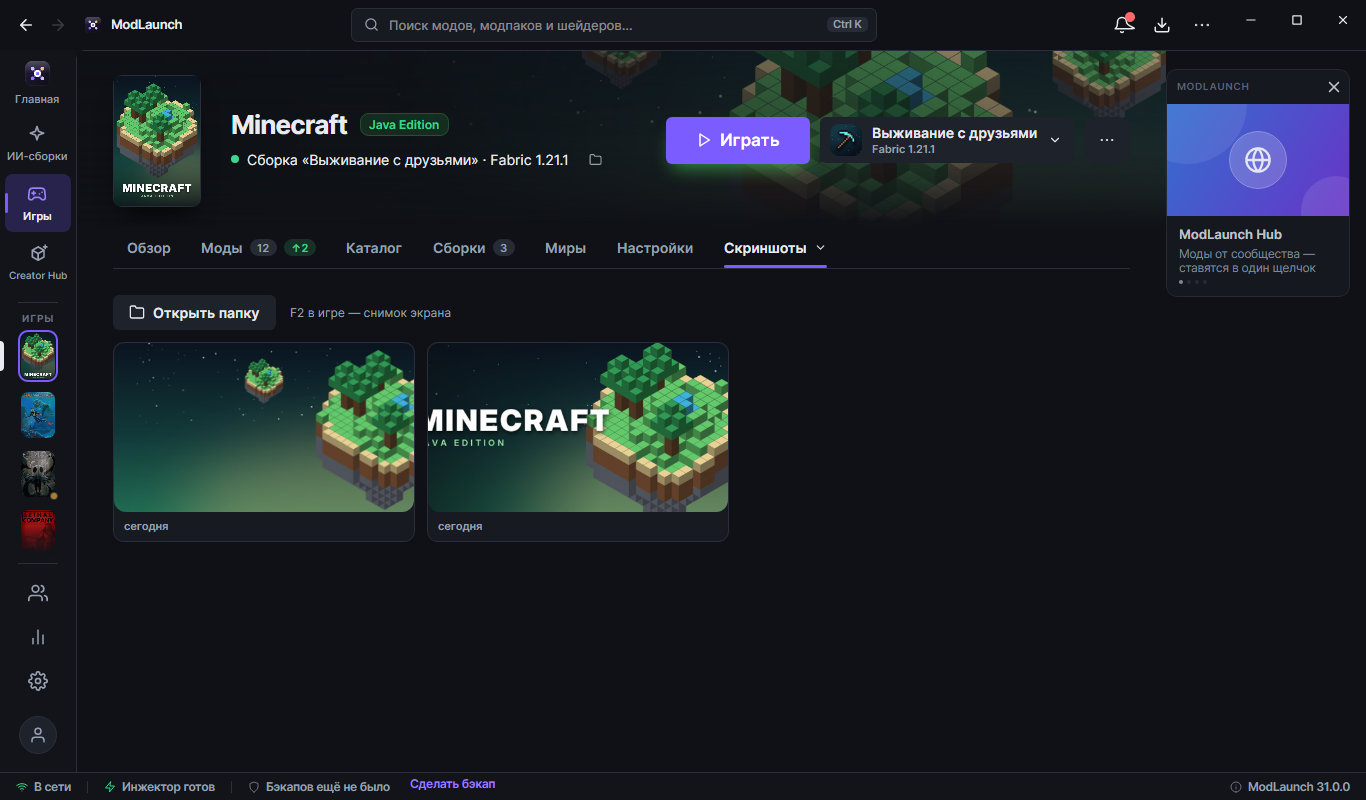 ModLaunch
Поиск модов, модпаков и шейдеров...
Ctrl K
Главная
ИИ-сборки
Игры
Creator Hub
ИГРЫ
MINECRAFT
MINECRAFT
JAVA EDITION
Minecraft
Java Edition
Сборка «Выживание с друзьями» · Fabric 1.21.1
Играть
Выживание с друзьями
Fabric 1.21.1
MODLAUNCH
ModLaunch Hub
Моды от сообщества —
ставятся в один щелчок
Обзор
Моды 12 ↑2
Каталог
Сборки 3
Миры
Настройки
Скриншоты
Открыть папку
F2 в игре — снимок экрана
MINECRAFT
AVA EDITION
сегодня
сегодня
В сети
Инжектор готов
Бэкапов ещё не было
Сделать бэкап
ModLaunch 31.0.0